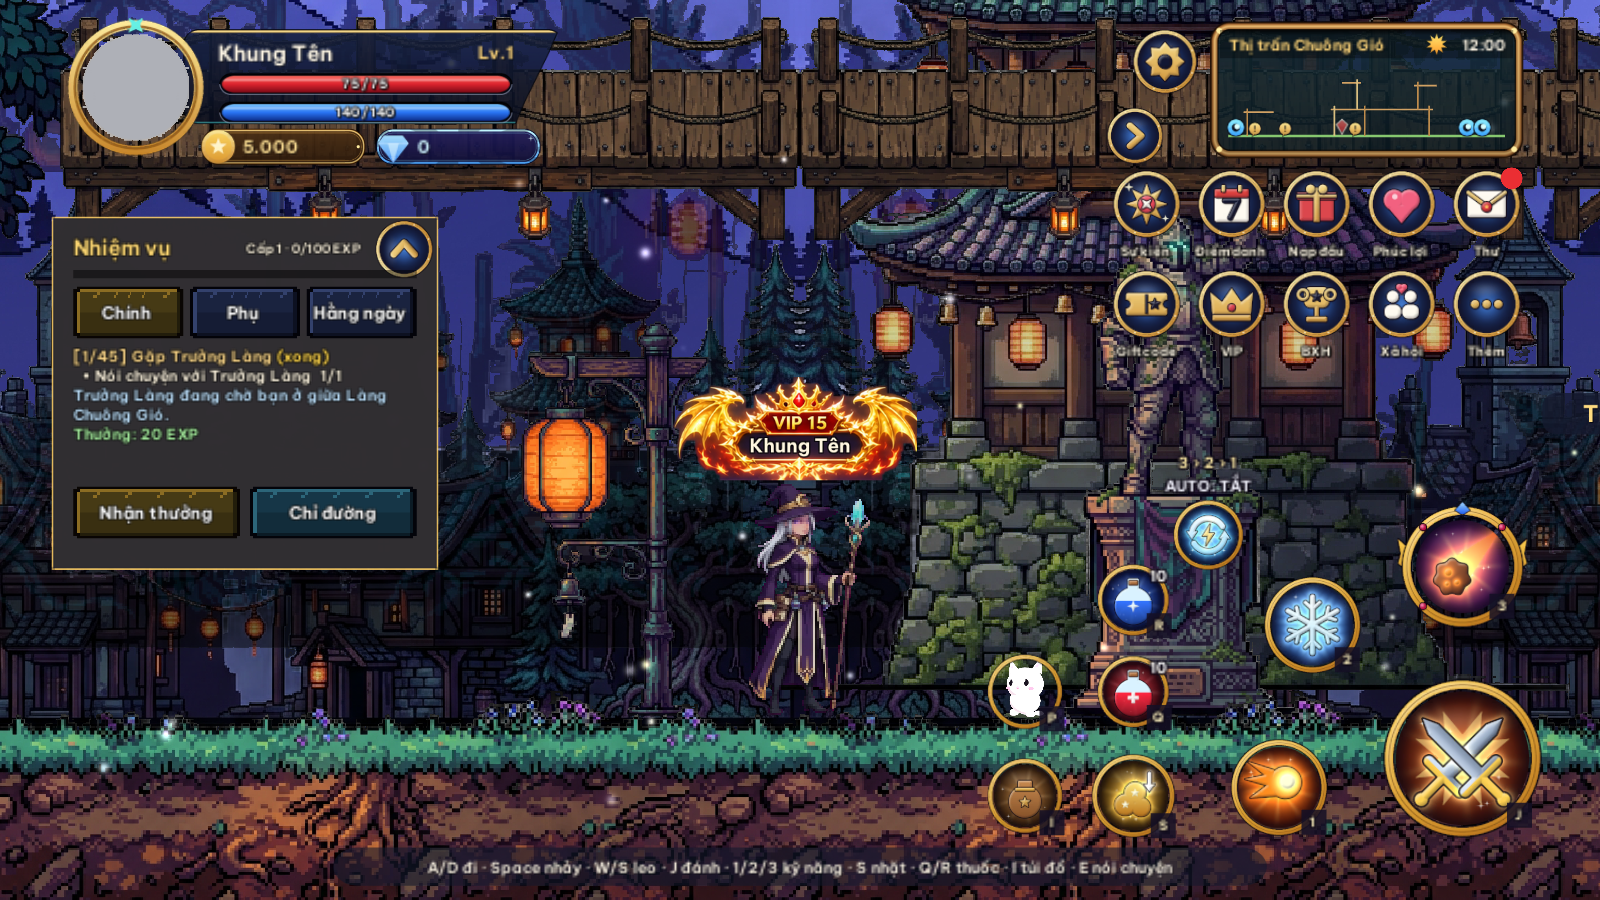 Khung Tên
Lv.1
75/75
140/140
5.000
0
Thị trấn Chuông Gió
12:00
Nhiệm vụ
Cấp 1 · 0/100 EXP
Chính
Phụ
Hằng ngày
[1/45] Gặp Trưởng Làng (xong)
• Nói chuyện với Trưởng Làng 1/1
Trưởng Làng đang chờ bạn ở giữa Làng
Chuông Gió.
Thưởng: 20 EXP
Nhận thưởng
Chỉ đường
7
Sự kiện
Điểm danh
Nạp đầu
Phúc lợi
Thư
Giftcode
VIP
BXH
Xã hội
Thêm
VIP 15
Khung Tên
T
3 › 2 › 1
AUTO: TẮT
10
R
3
2
10
Q
P
I
S
1
J
A/D đi · Space nhảy · W/S leo · J đánh · 1/2/3 kỹ năng · S nhặt · Q/R thuốc · I túi đồ · E nói chuyện